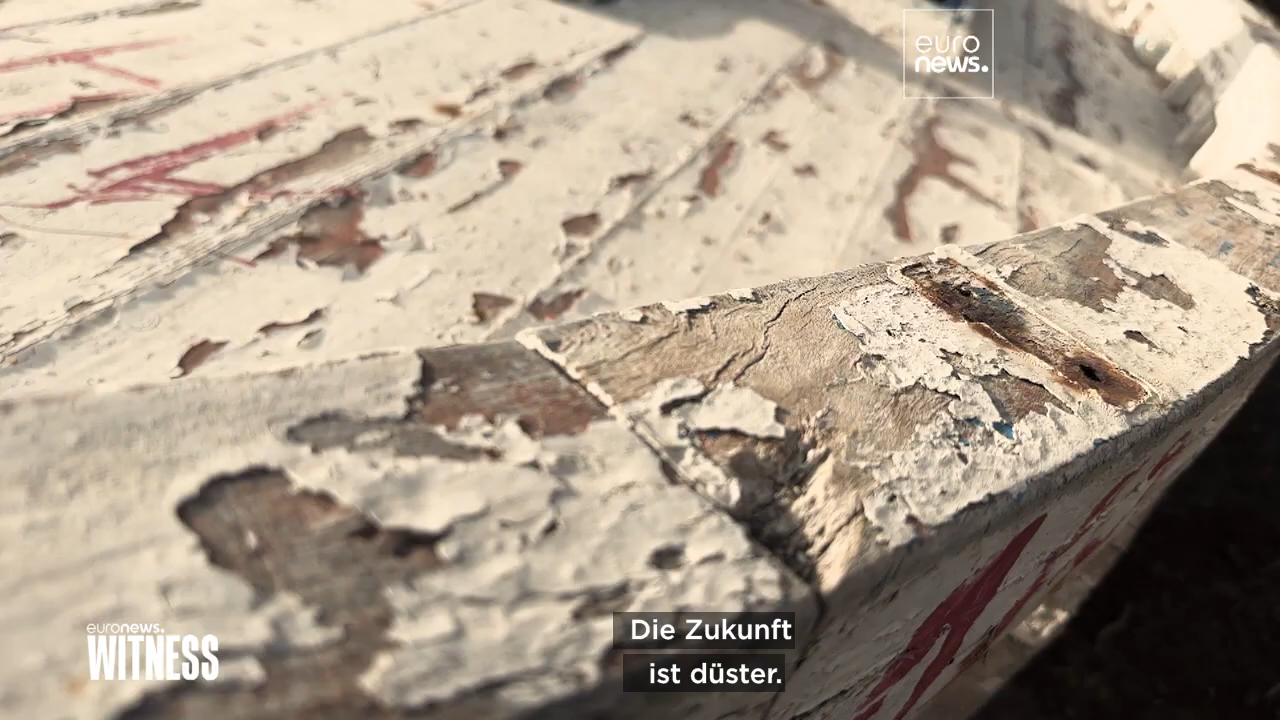 euro
news.
euronews.
WITNESS
Die Zukunft
ist düster.